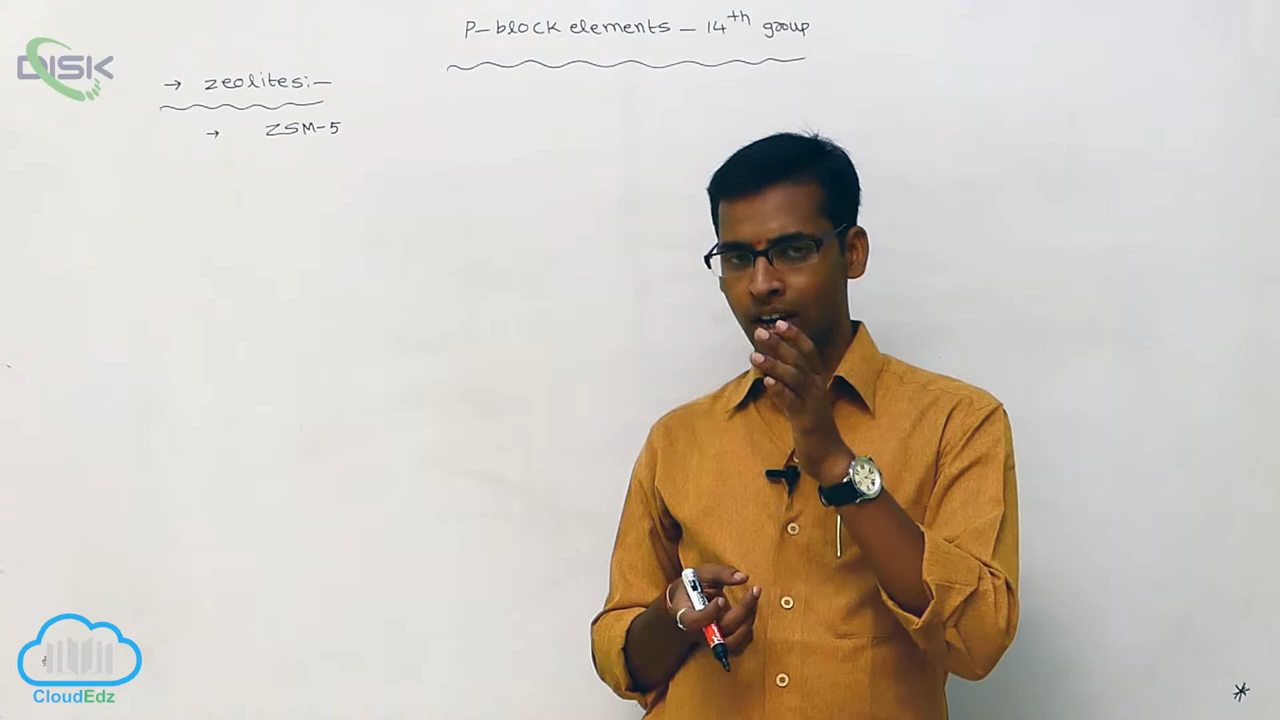 P-block elements - 14th group
DISK
→ zeolites:-
→ ZSM-5
CloudEdz
*